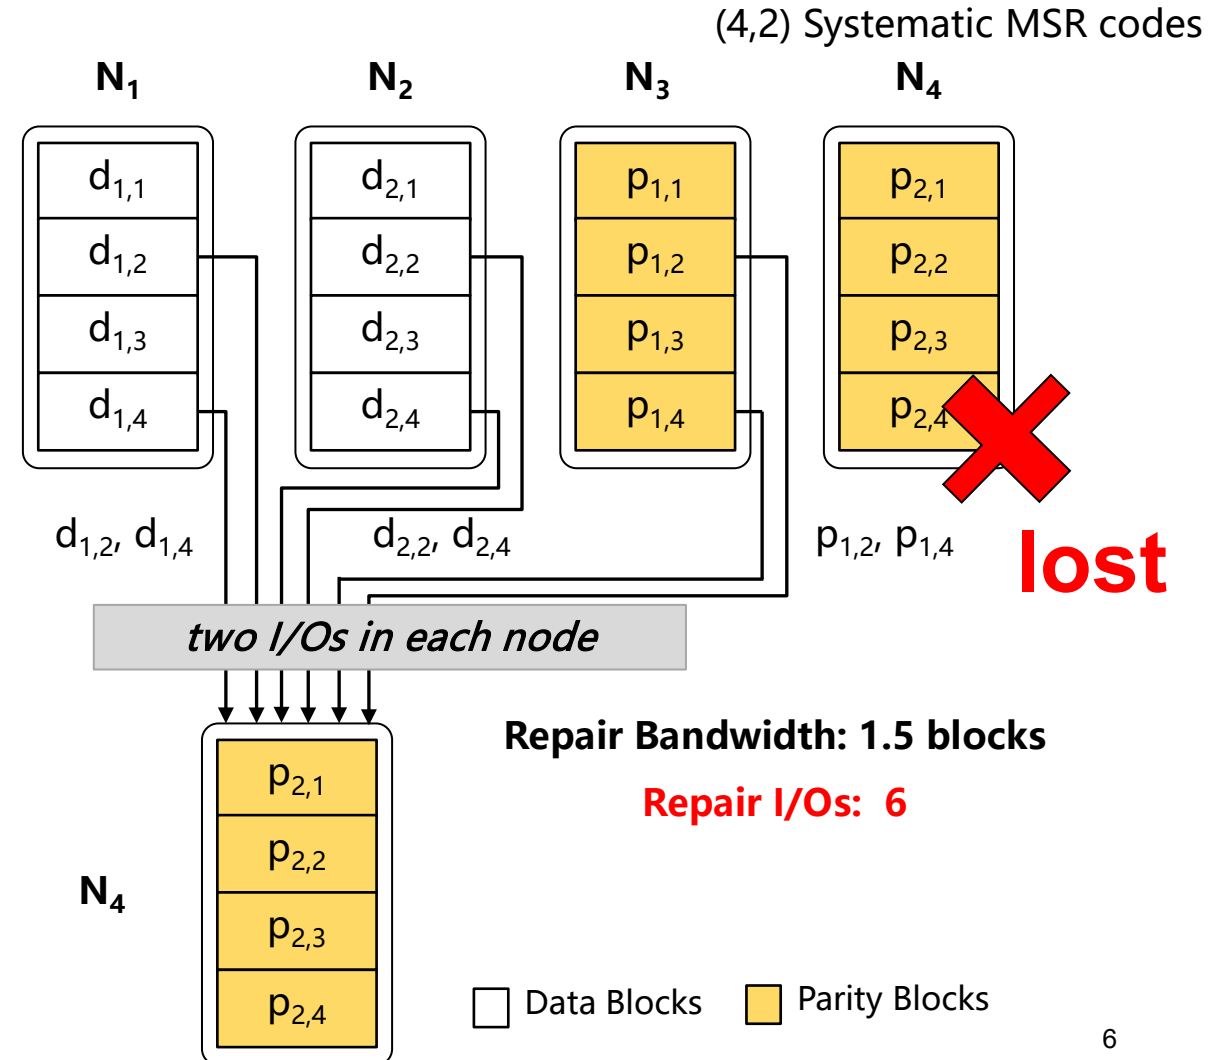 (4,2) Systematic MSR codes
N1 N2 N3 N4
d1,1 d2,1 p1,1 p2,1
d1,2 d2,2 p1,2 p2,2
d1,3 d2,3 p1,3 p2,3
d1,4 d2,4 p1,4 p2,4
d1,2, d1,4 d2,2, d2,4 p1,2, p1,4
lost
two I/Os in each node
Repair Bandwidth: 1.5 blocks
Repair I/Os: 6
N4
p2,1
p2,2
p2,3
p2,4
Data Blocks Parity Blocks
6